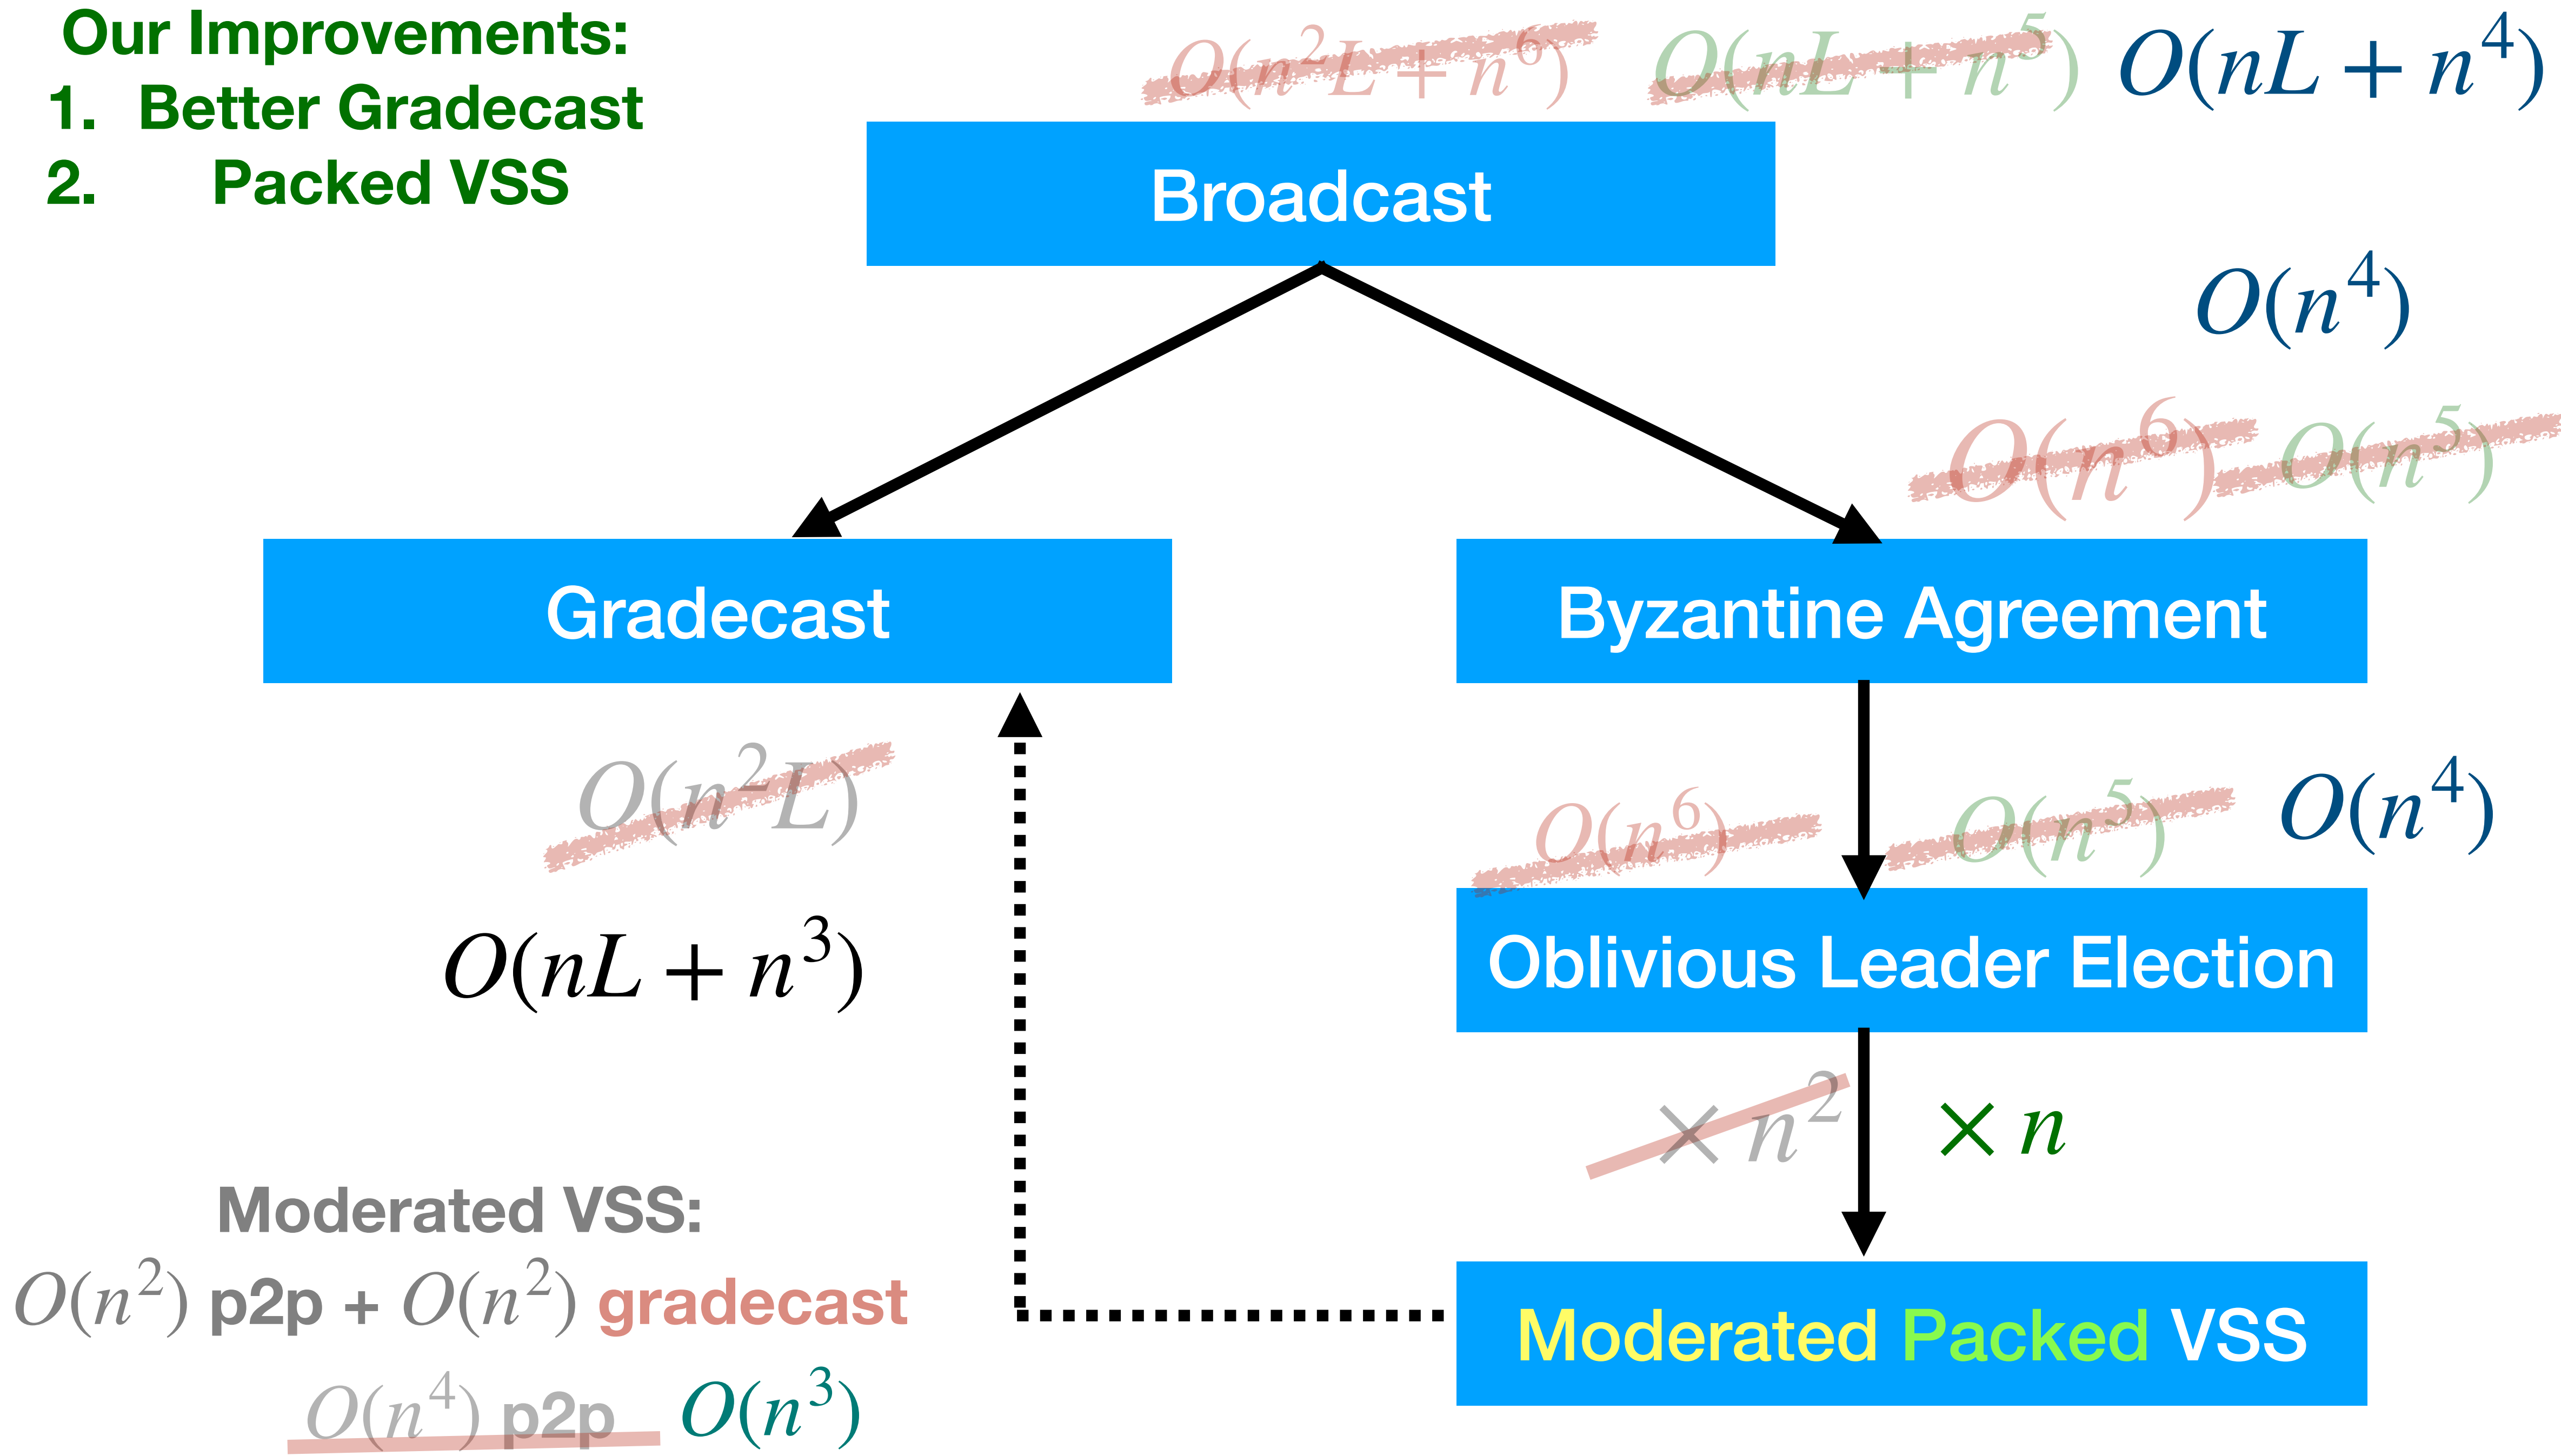 Our Improvements:
1. Better Gradecast
2. Packed VSS
O(n²L + n⁶) O(nL + n⁵) O(nL + n⁴)
Broadcast
O(n⁴)
O(n⁶) O(n⁵)
Gradecast
Byzantine Agreement
O(n²L)
O(n⁶) O(n⁵) O(n⁴)
O(nL + n³)
Oblivious Leader Election
× n² × n
Moderated VSS:
O(n²) p2p + O(n²) gradecast
O(n⁴) p2p O(n³)
Moderated Packed VSS